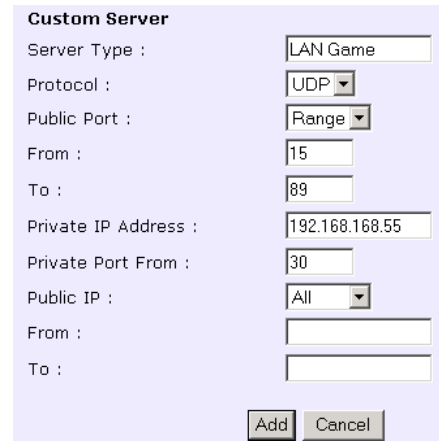 Custom Server
Server Type : LAN Game
Protocol : UDP
Public Port : Range
From : 15
To : 89
Private IP Address : 192.168.168.55
Private Port From : 30
Public IP : All
From :
To :
Add Cancel